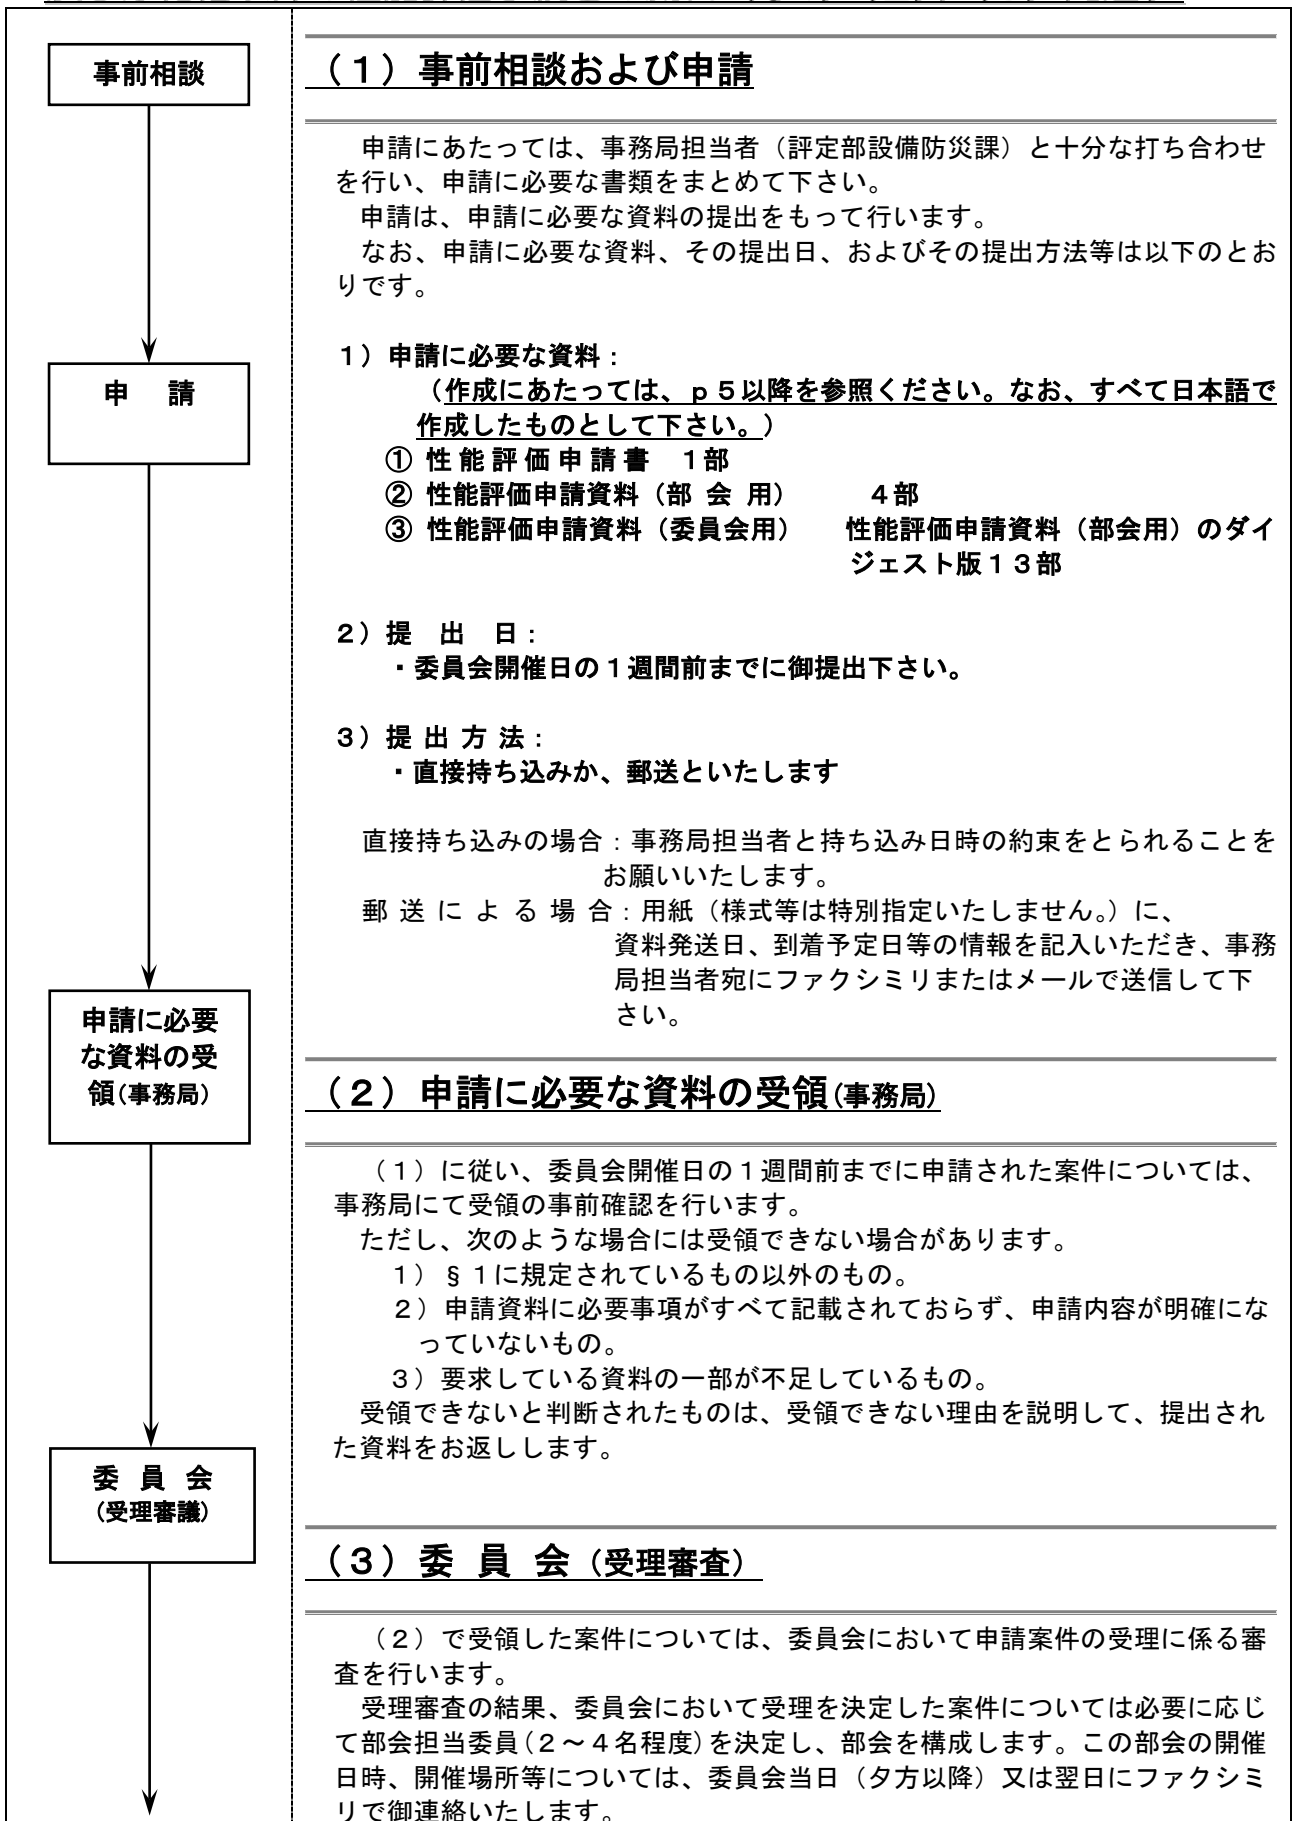 事前相談
申　請
申請に必要
な資料の受
領(事務局)
委 員 会
(受理審議)
（１）事前相談および申請
申請にあたっては、事務局担当者（評定部設備防災課）と十分な打ち合わせ
を行い、申請に必要な書類をまとめて下さい。
申請は、申請に必要な資料の提出をもって行います。
なお、申請に必要な資料、その提出日、およびその提出方法等は以下のとお
りです。
１）申請に必要な資料：
（作成にあたっては、ｐ５以降を参照ください。なお、すべて日本語で
作成したものとして下さい。）
① 性 能 評 価 申 請 書　１部
② 性能評価申請資料（部 会 用）　　４部
③ 性能評価申請資料（委員会用）　性能評価申請資料（部会用）のダイ
ジェスト版１３部
２）提　出　日：
・委員会開催日の１週間前までに御提出下さい。
３）提 出 方 法：
・直接持ち込みか、郵送といたします
直接持ち込みの場合：事務局担当者と持ち込み日時の約束をとられることを
お願いいたします。
郵 送 に よ る 場 合：用紙（様式等は特別指定いたしません。）に、
資料発送日、到着予定日等の情報を記入いただき、事務
局担当者宛にファクシミリまたはメールで送信して下
さい。
（２）申請に必要な資料の受領(事務局)
（１）に従い、委員会開催日の１週間前までに申請された案件については、
事務局にて受領の事前確認を行います。
ただし、次のような場合には受領できない場合があります。
１）§１に規定されているもの以外のもの。
２）申請資料に必要事項がすべて記載されておらず、申請内容が明確にな
っていないもの。
３）要求している資料の一部が不足しているもの。
受領できないと判断されたものは、受領できない理由を説明して、提出され
た資料をお返しします。
（３）委 員 会（受理審査）
（２）で受領した案件については、委員会において申請案件の受理に係る審
査を行います。
受理審査の結果、委員会において受理を決定した案件については必要に応じ
て部会担当委員(２～４名程度)を決定し、部会を構成します。この部会の開催
日時、開催場所等については、委員会当日（夕方以降）又は翌日にファクシミ
リで御連絡いたします。